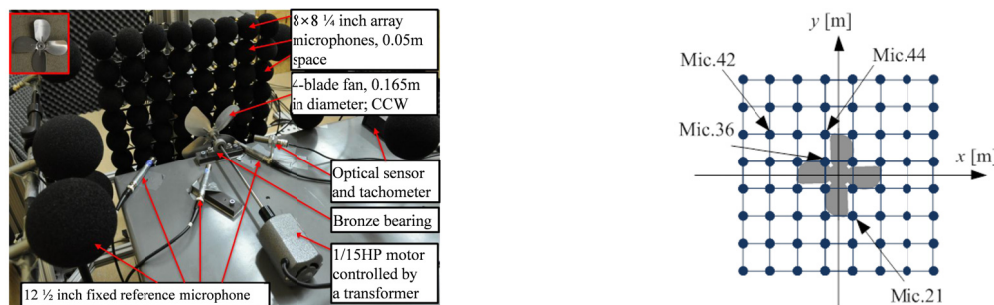 8×8 ¼ inch array
microphones, 0.05m
space
4-blade fan, 0.165m
in diameter; CCW
Optical sensor
and tachometer
Bronze bearing
1/15HP motor
controlled by
a transformer
12 ½ inch fixed reference microphone
y [m]
Mic.42
Mic.44
Mic.36
x [m]
Mic.21